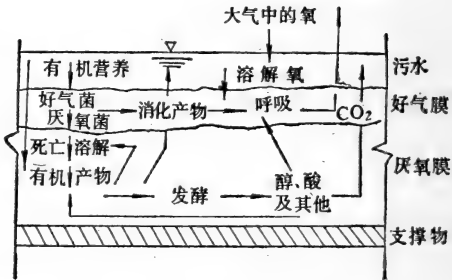 大气中的氧
有机营养
溶解氧
污水
好气菌
消化产物
呼吸
CO₂
好气膜
厌氧菌
死亡
溶解
厌氧膜
有机产物
发酵
醇、酸
及其他
支撑物